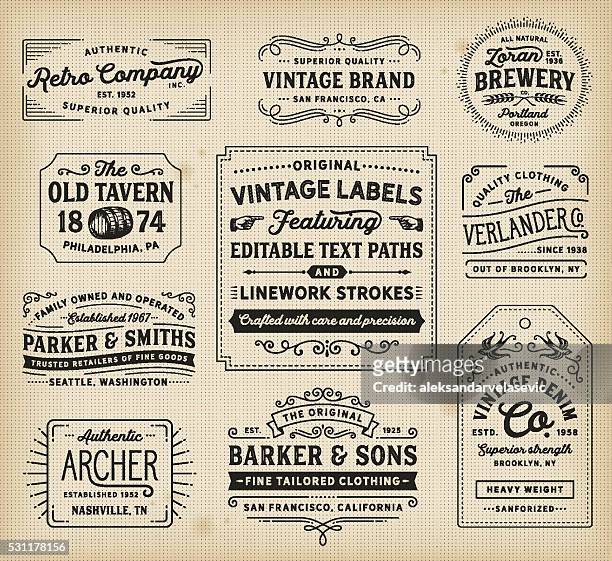 AUTHENTIC
Retro Company
INC.
EST. 1952
SUPERIOR QUALITY
SUPERIOR QUALITY
VINTAGE BRAND
SAN FRANCISCO, CA
ALL NATURAL
Zoran
EST. 1936
BREWERY
CO.
Portland
OREGON
The
OLD TAVERN
18 74
PHILADELPHIA, PA
ORIGINAL
VINTAGE LABELS
Featuring
EDITABLE TEXT PATHS
AND
LINEWORK STROKES
Crafted with care and precision
QUALITY CLOTHING
The
VERLANDER Co
SINCE 1938
OUT OF BROOKLYN, NY
FAMILY OWNED AND OPERATED
Established 1967
PARKER & SMITHS
TRUSTED RETAILERS OF FINE GOODS
SEATTLE, WASHINGTON
gettyimages
aleksandarvelasevic
Authentic
ARCHER
ESTABLISHED 1952
NASHVILLE, TN
THE ORIGINAL
EST. 1925
BARKER & SONS
FINE TAILORED CLOTHING
SAN FRANCISCO, CALIFORNIA
AUTHENTIC
VINTAGE DENIM
Co.
ESTD. 1958
Superior strength
BROOKLYN, NY
HEAVY WEIGHT
SANFORIZED
531178156